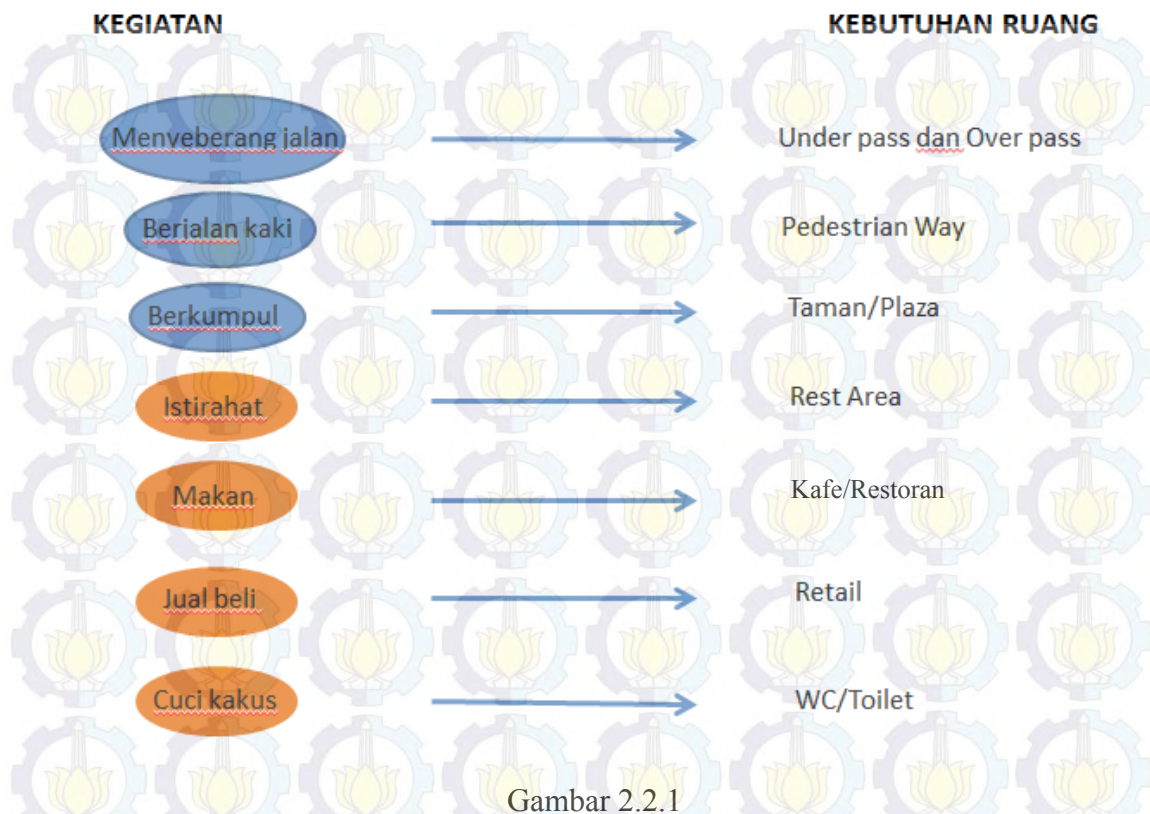 KEGIATAN KEBUTUHAN RUANG
Menyeberang jalan Under pass dan Over pass
Berjalan kaki Pedestrian Way
Berkumpul Taman/Plaza
Istirahat Rest Area
Makan Kafe/Restoran
Jual beli Retail
Cuci kakus WC/Toilet
Gambar 2.2.1